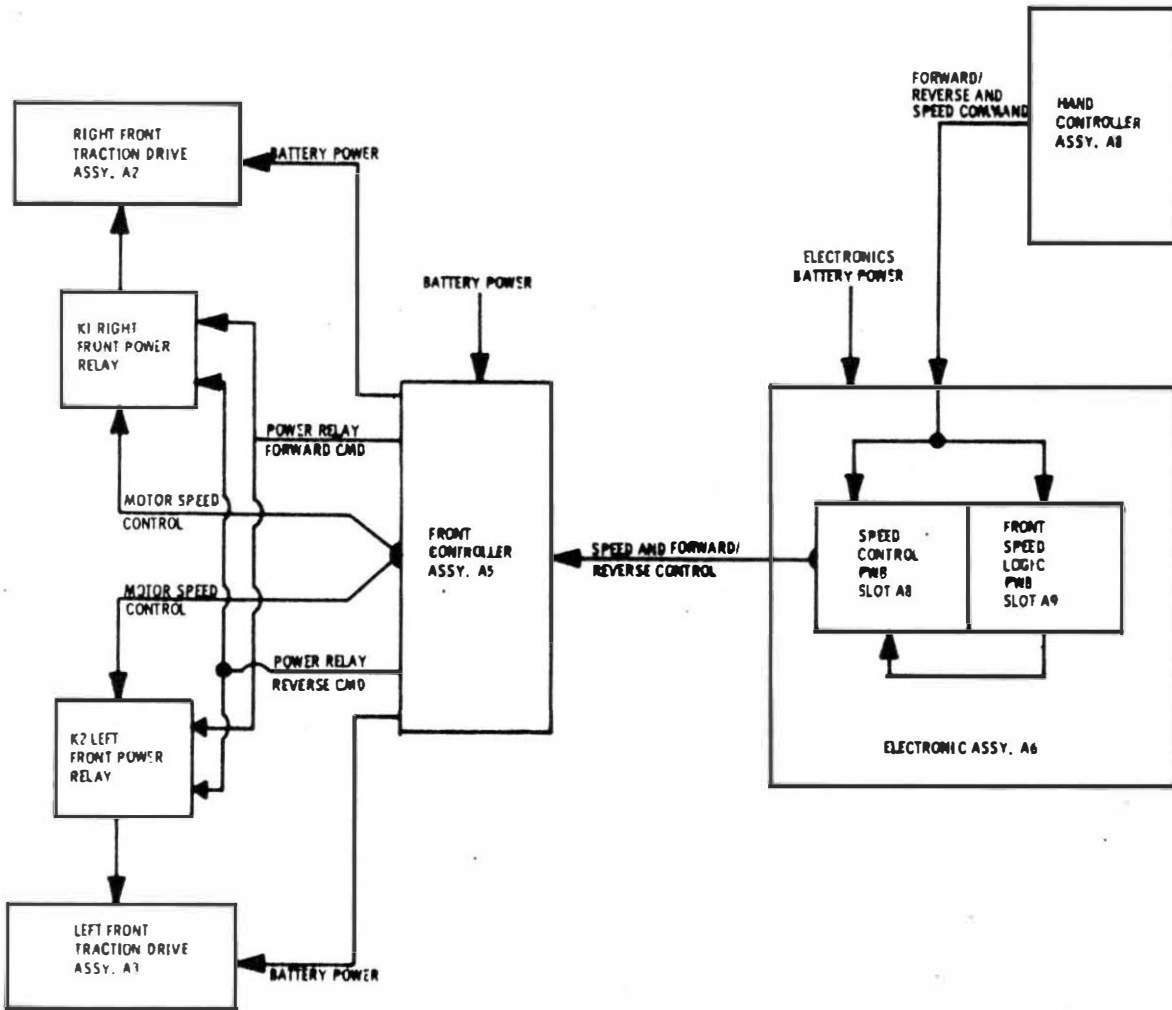 FORWARD/
REVERSE AND
SPEED COMMAND
HAND
CONTROLLER
ASSY. A8
RIGHT FRONT
TRACTION DRIVE
ASSY. A2
BATTERY POWER
ELECTRONICS
BATTERY POWER
BATTERY POWER
K1 RIGHT
FRONT POWER
RELAY
POWER RELAY
FORWARD CMD
MOTOR SPEED
CONTROL
FRONT
CONTROLLER
ASSY. A5
SPEED AND FORWARD/
REVERSE CONTROL
SPEED
CONTROL
PWB
SLOT A8
FRONT
SPEED
LOGIC
PWB
SLOT A9
MOTOR SPEED
CONTROL
POWER RELAY
REVERSE CMD
K2 LEFT
FRONT POWER
RELAY
ELECTRONIC ASSY. A6
LEFT FRONT
TRACTION DRIVE
ASSY. A3
BATTERY POWER